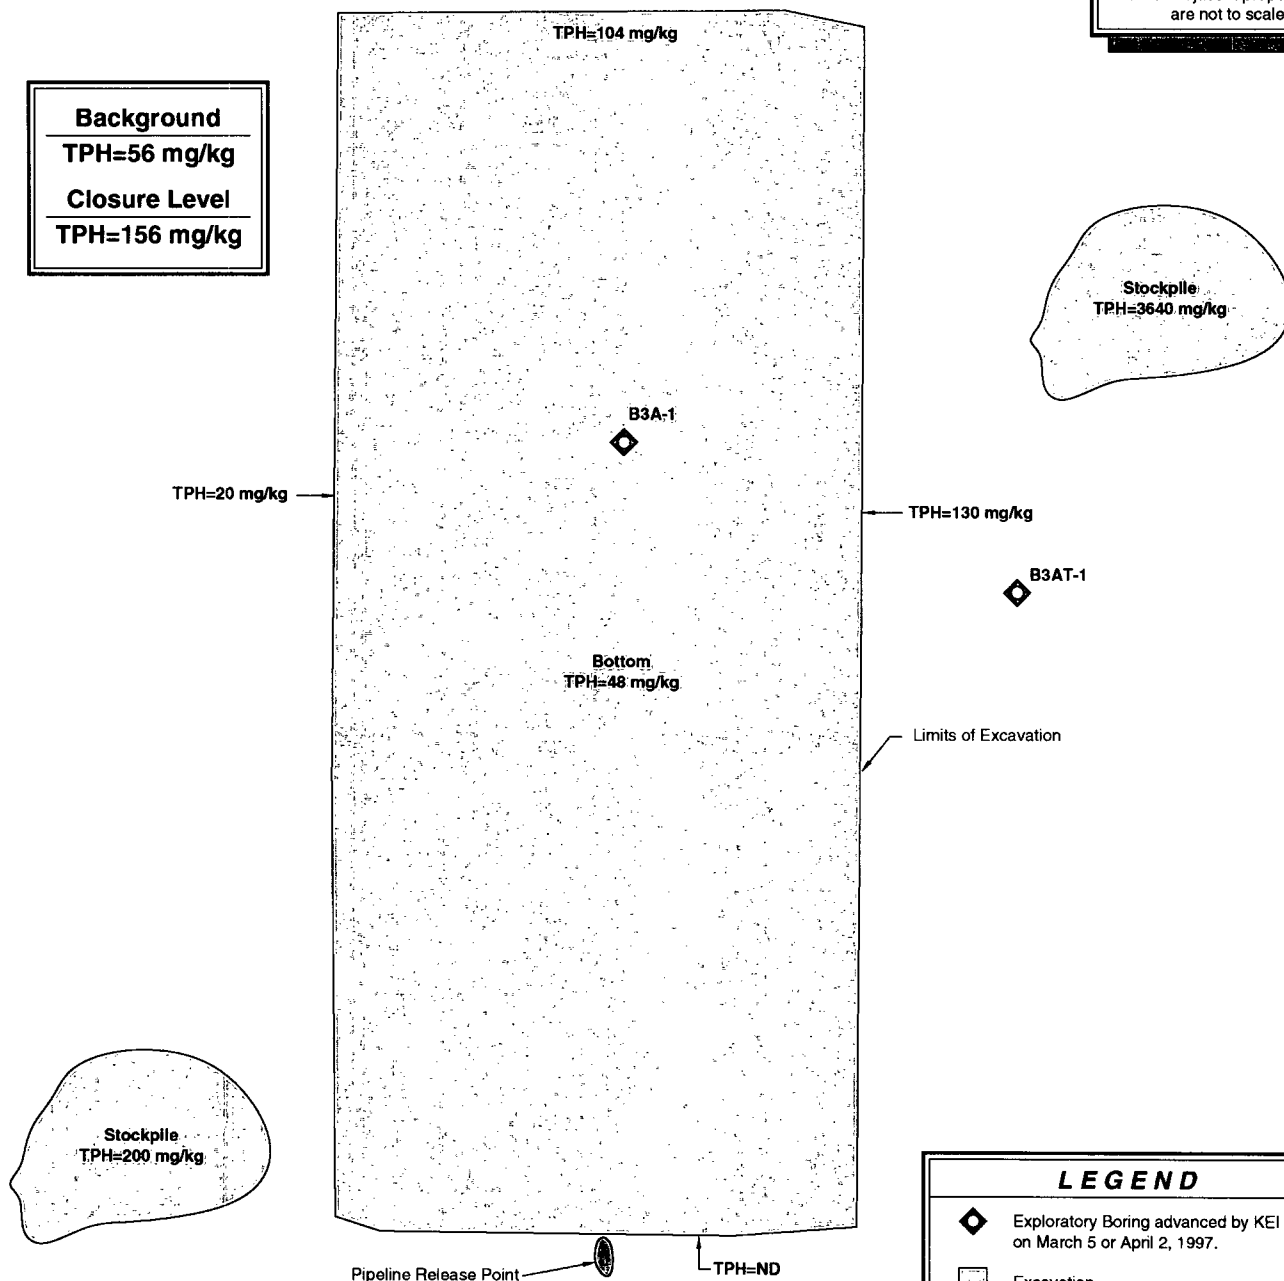 are not to scale
TPH=104 mg/kg
Background
TPH=56 mg/kg
Closure Level
TPH=156 mg/kg
Stockpile
TPH=3640 mg/kg
B3A-1
TPH=20 mg/kg
TPH=130 mg/kg
B3AT-1
Bottom
TPH=48 mg/kg
Limits of Excavation
Stockpile
TPH=200 mg/kg
LEGEND
Exploratory Boring advanced by KEI
on March 5 or April 2, 1997.
Excavation
Pipeline Release Point
TPH=ND